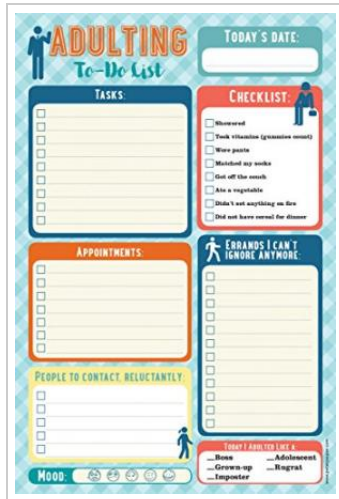 ADULTING
To-Do List
TODAY'S DATE:
TASKS:
CHECKLIST:
Showered
Took vitamins (gummies count)
Wore pants
Matched my socks
Got off the couch
Ate a vegetable
Didn't set anything on fire
Did not have cereal for dinner
APPOINTMENTS:
ERRANDS I CAN'T
IGNORE ANYMORE:
PEOPLE TO CONTACT, RELUCTANTLY:
TODAY I ADULTED LIKE A:
Boss
Adolescent
Grown-up
Rugrat
Imposter
MOOD: